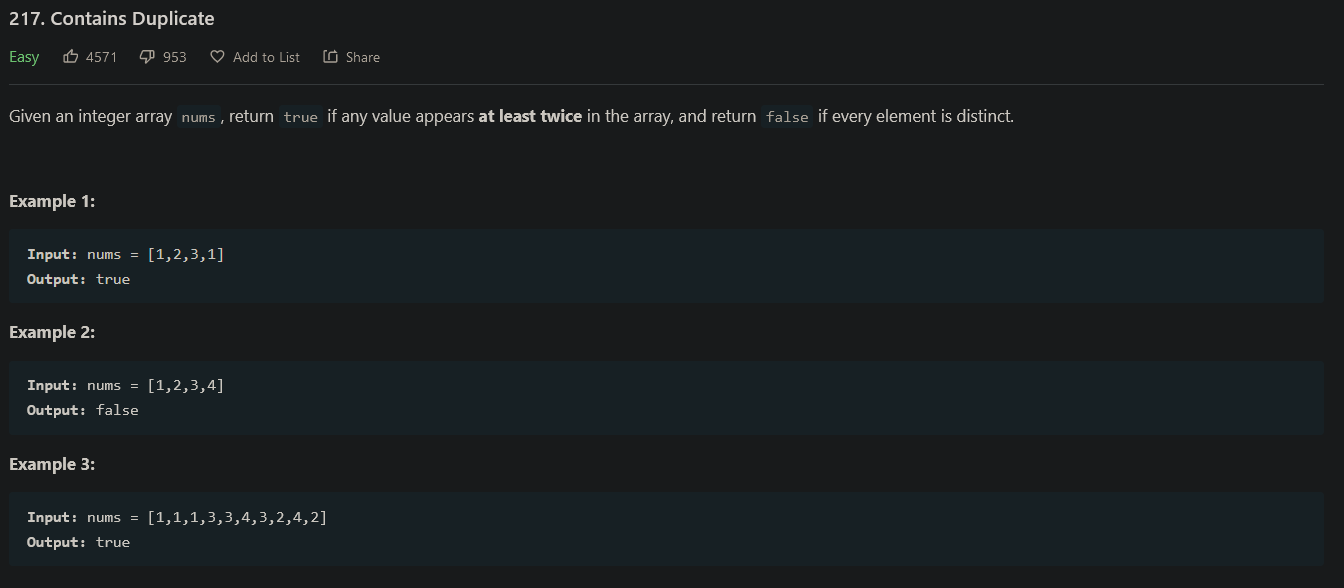 217. Contains Duplicate
Easy 4571 953 Add to List Share
Given an integer array nums, return true if any value appears at least twice in the array, and return false if every element is distinct.
Example 1:
Input: nums = [1,2,3,1]
Output: true
Example 2:
Input: nums = [1,2,3,4]
Output: false
Example 3:
Input: nums = [1,1,1,3,3,4,3,2,4,2]
Output: true